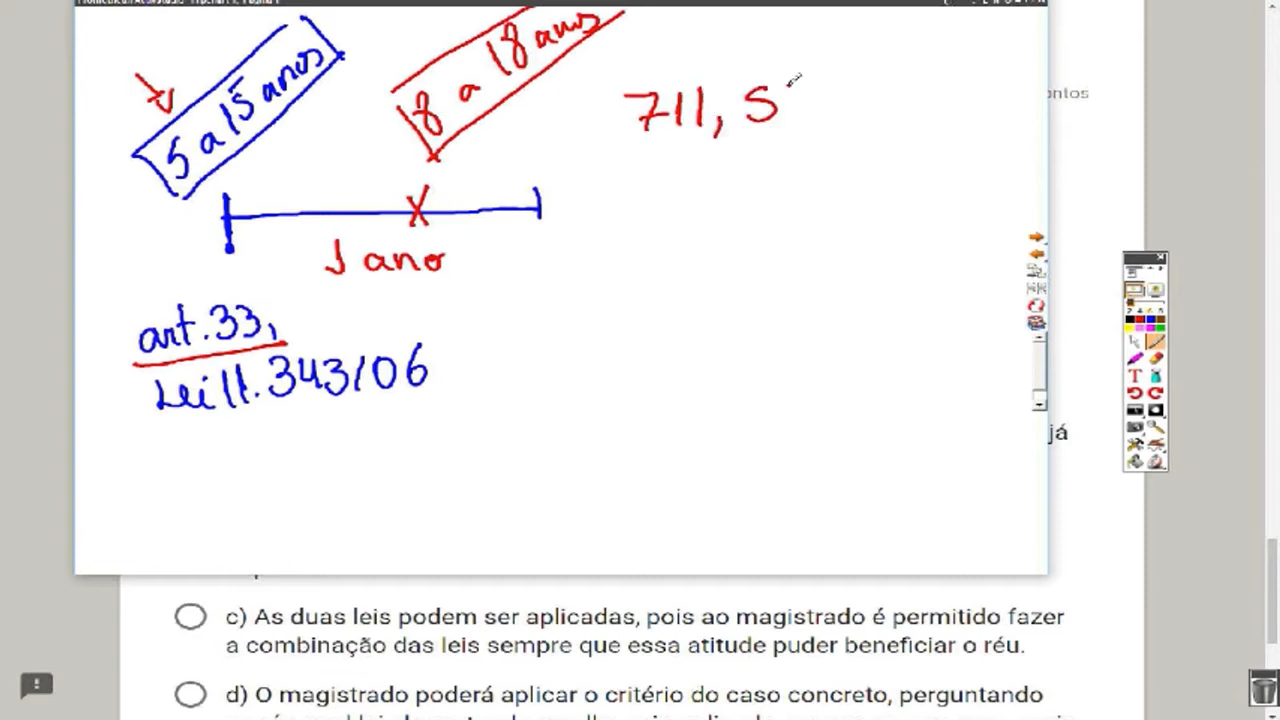 5 a 15 anos
8 a 18 anos
711, S
ontos
1 ano
art. 33,
Lei 11.343/06
já
c) As duas leis podem ser aplicadas, pois ao magistrado é permitido fazer
a combinação das leis sempre que essa atitude puder beneficiar o réu.
d) O magistrado poderá aplicar o critério do caso concreto, perguntando